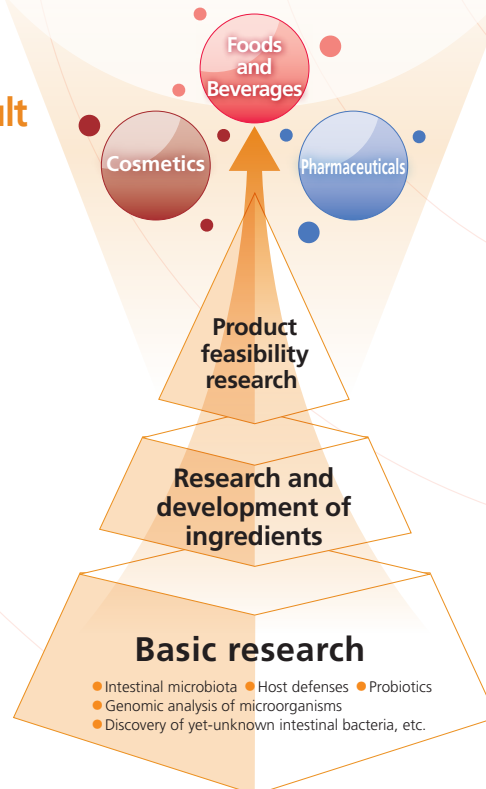 Foods
and
Beverages
ult
Cosmetics
Pharmaceuticals
Product
feasibility
research
Research and
development of
ingredients
Basic research
● Intestinal microbiota ● Host defenses ● Probiotics
● Genomic analysis of microorganisms
● Discovery of yet-unknown intestinal bacteria, etc.